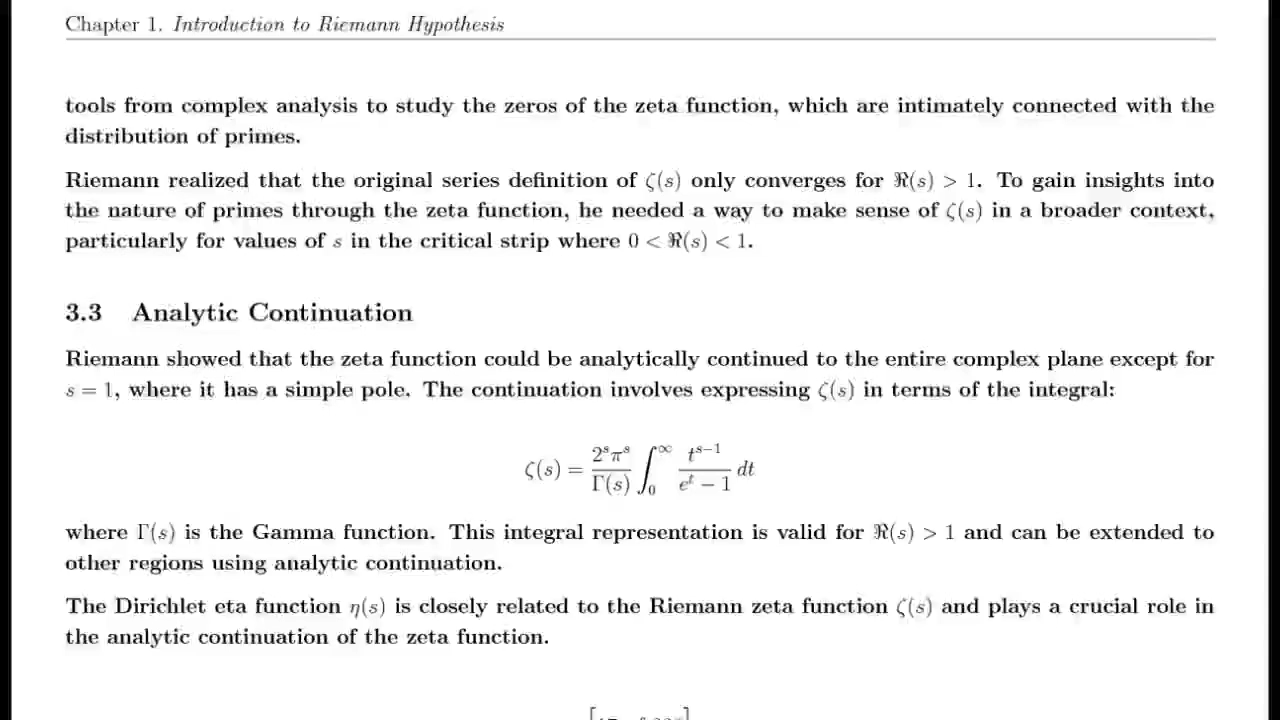 Chapter 1. Introduction to Riemann Hypothesis
tools from complex analysis to study the zeros of the zeta function, which are intimately connected with the
distribution of primes.
Riemann realized that the original series definition of ζ(s) only converges for ℜ(s) > 1. To gain insights into
the nature of primes through the zeta function, he needed a way to make sense of ζ(s) in a broader context,
particularly for values of s in the critical strip where 0 < ℜ(s) < 1.
3.3 Analytic Continuation
Riemann showed that the zeta function could be analytically continued to the entire complex plane except for
s = 1, where it has a simple pole. The continuation involves expressing ζ(s) in terms of the integral:
ζ(s) = \frac{2^s π^s}{Γ(s)} \int_0^∞ \frac{t^{s−1}}{e^t − 1} dt
where Γ(s) is the Gamma function. This integral representation is valid for ℜ(s) > 1 and can be extended to
other regions using analytic continuation.
The Dirichlet eta function η(s) is closely related to the Riemann zeta function ζ(s) and plays a crucial role in
the analytic continuation of the zeta function.